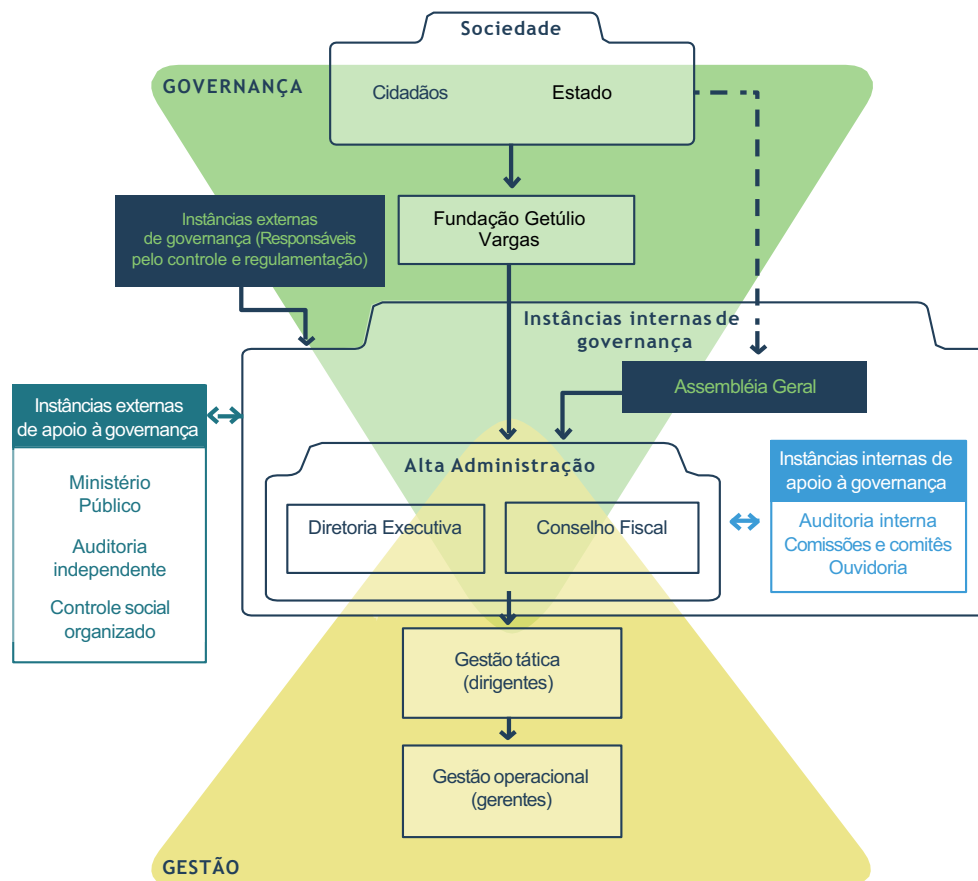 Sociedade
GOVERNANÇA
Cidadãos
Estado
Instâncias externas
de governança (Responsáveis
pelo controle e regulamentação)
Fundação Getúlio
Vargas
Instâncias internas de
governança
Assembléia Geral
Instâncias externas
de apoio à governança
Ministério
Público
Auditoria
independente
Controle social
organizado
Alta Administração
Diretoria Executiva
Conselho Fiscal
Instâncias internas de
apoio à governança
Auditoria interna
Comissões e comitês
Ouvidoria
Gestão tática
(dirigentes)
Gestão operacional
(gerentes)
GESTÃO